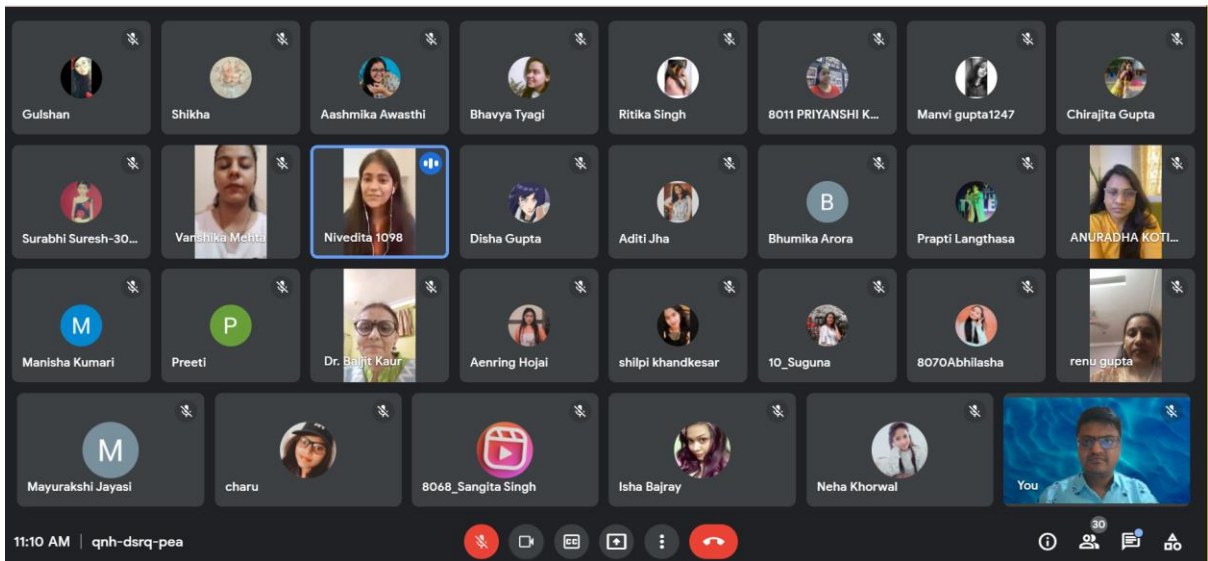 Gulshan
Shikha
Aashmika Awasthi
Bhavya Tyagi
Ritika Singh
8011 PRIYANSHI K...
Manvi gupta1247
Chirajita Gupta
Surabhi Suresh-30...
Vanshika Mehta
Nivedita 1098
Disha Gupta
Aditi Jha
B
Bhumika Arora
Prapti Langthasa
ANURADHA KOTI...
M
Manisha Kumari
P
Preeti
Dr. Baljit Kaur
Aenring Hojai
shilpi khandkesar
10_Suguna
8070Abhilasha
renu gupta
M
Mayurakshi Jayasi
charu
8068_Sangita Singh
Isha Bajray
Neha Khorwal
You
11:10 AM | qnh-dsrq-pea
CC
30